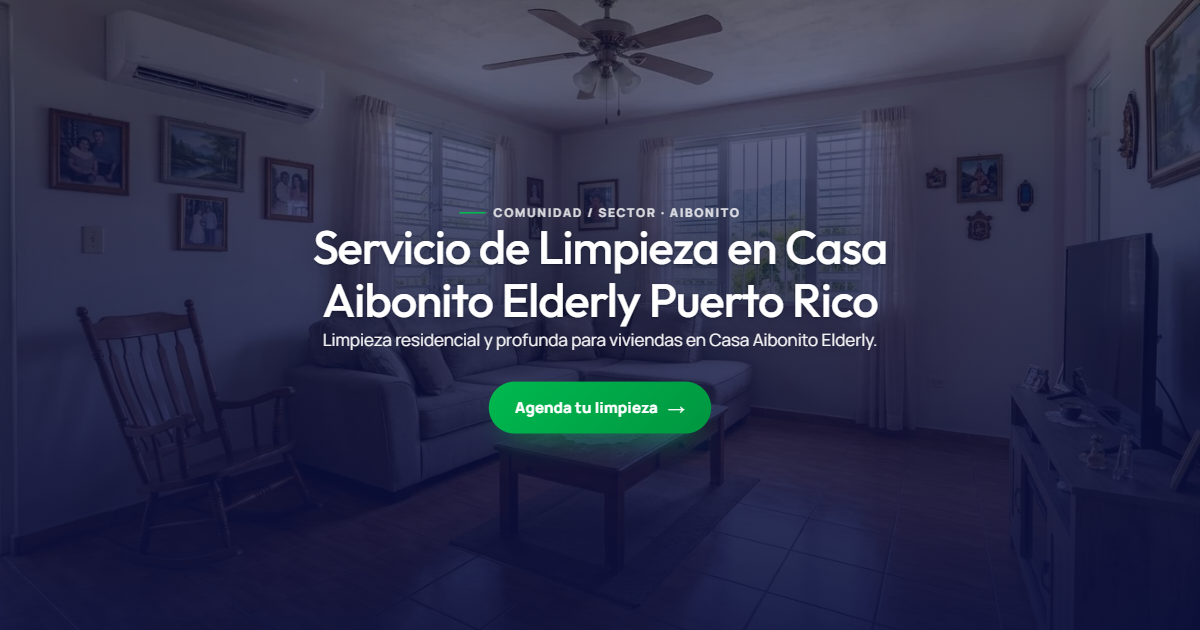 COMUNIDAD / SECTOR · AIBONITO
Servicio de Limpieza en Casa
Aibonito Elderly Puerto Rico
Limpieza residencial y profunda para viviendas en Casa Aibonito Elderly.
Agenda tu limpieza →